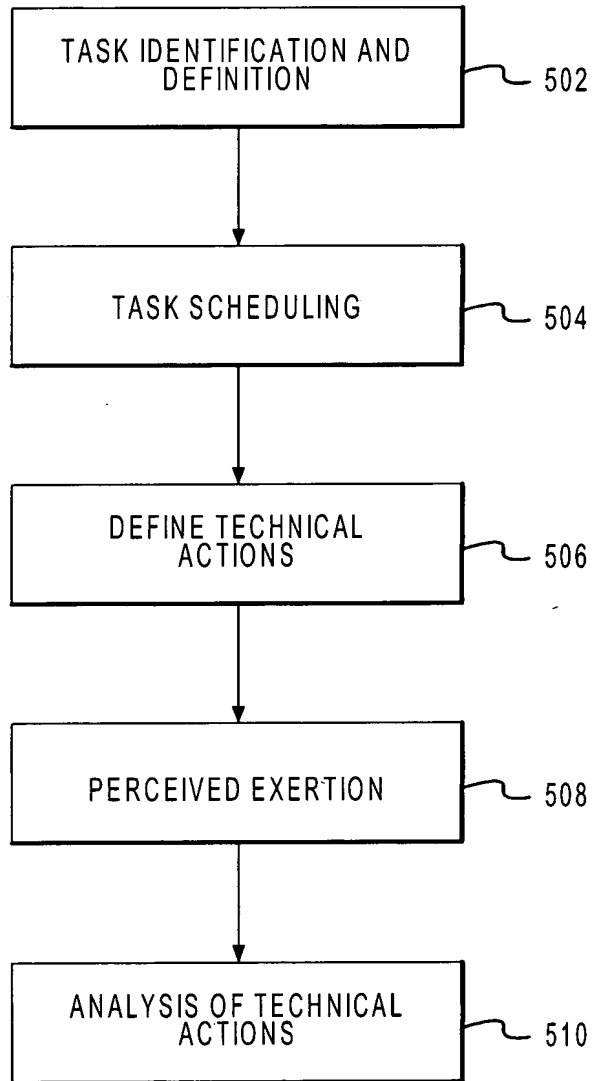 TASK IDENTIFICATION AND
DEFINITION
502
TASK SCHEDULING
504
DEFINE TECHNICAL
ACTIONS
506
PERCEIVED EXERTION
508
ANALYSIS OF TECHNICAL
ACTIONS
510